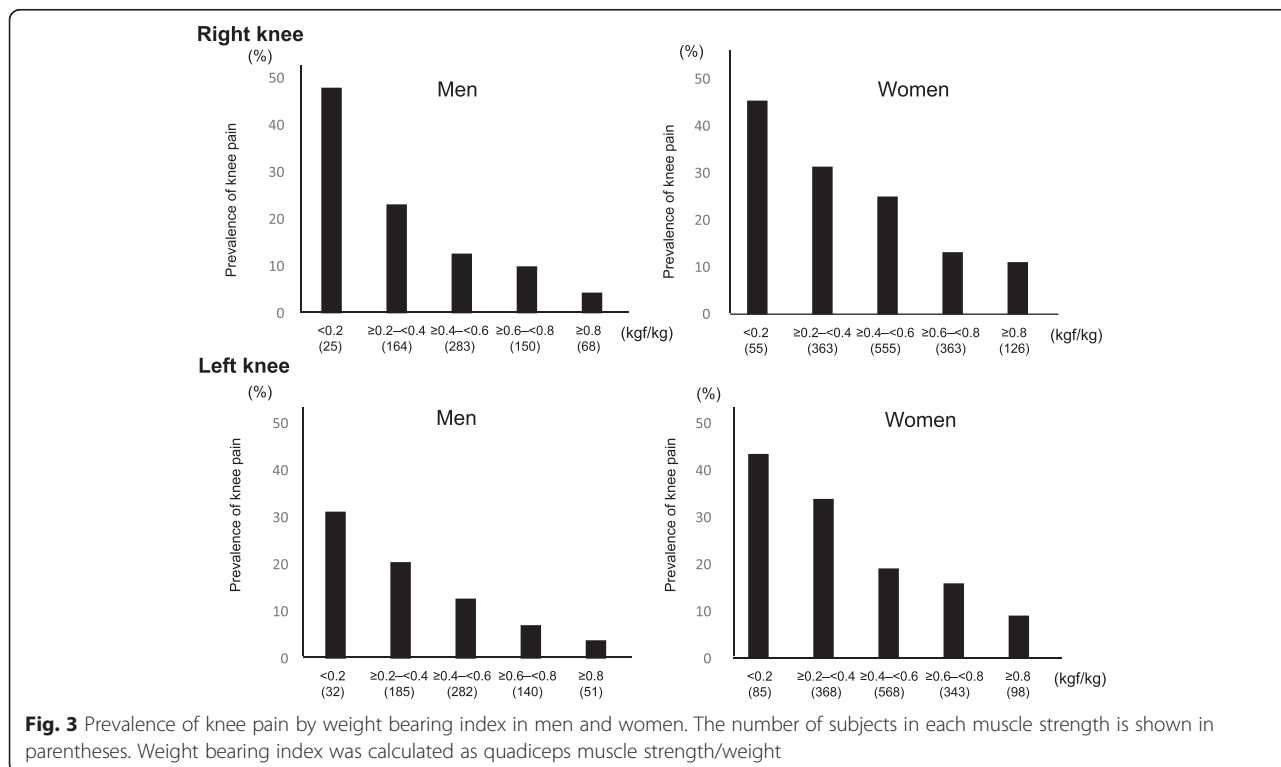 Right knee
(%)
Men
Prevalence of knee pain
50
40
30
20
10
0
<0.2 ≥0.2–<0.4 ≥0.4–<0.6 ≥0.6–<0.8 ≥0.8 (kgf/kg)
(25) (164) (283) (150) (68)
(%)
Women
Prevalence of knee pain
50
40
30
20
10
0
<0.2 ≥0.2–<0.4 ≥0.4–<0.6 ≥0.6–<0.8 ≥0.8 (kgf/kg)
(55) (363) (555) (363) (126)
Left knee
(%)
Men
Prevalence of knee pain
50
40
30
20
10
0
<0.2 ≥0.2–<0.4 ≥0.4–<0.6 ≥0.6–<0.8 ≥0.8
(32) (185) (282) (140) (51)
(%)
Women
Prevalence of knee pain
50
40
30
20
10
0
<0.2 ≥0.2–<0.4 ≥0.4–<0.6 ≥0.6–<0.8 ≥0.8 (kgf/kg)
(85) (368) (568) (343) (98)
Fig. 3 Prevalence of knee pain by weight bearing index in men and women. The number of subjects in each muscle strength is shown in
parentheses. Weight bearing index was calculated as quadiceps muscle strength/weight